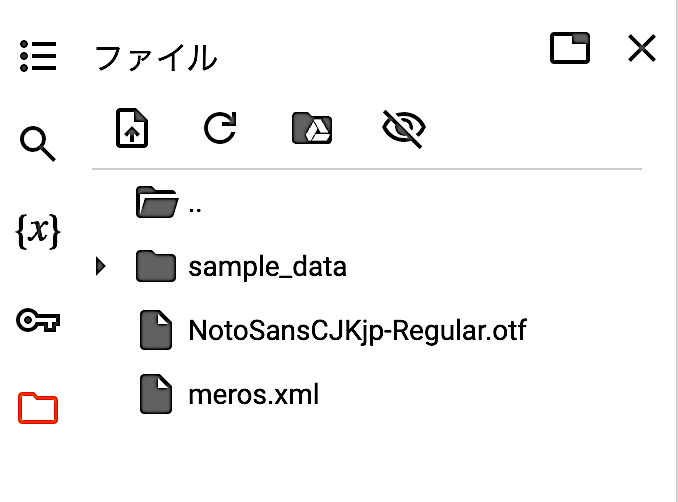 ファイル
{x}
..
sample_data
NotoSansCJKjp-Regular.otf
meros.xml